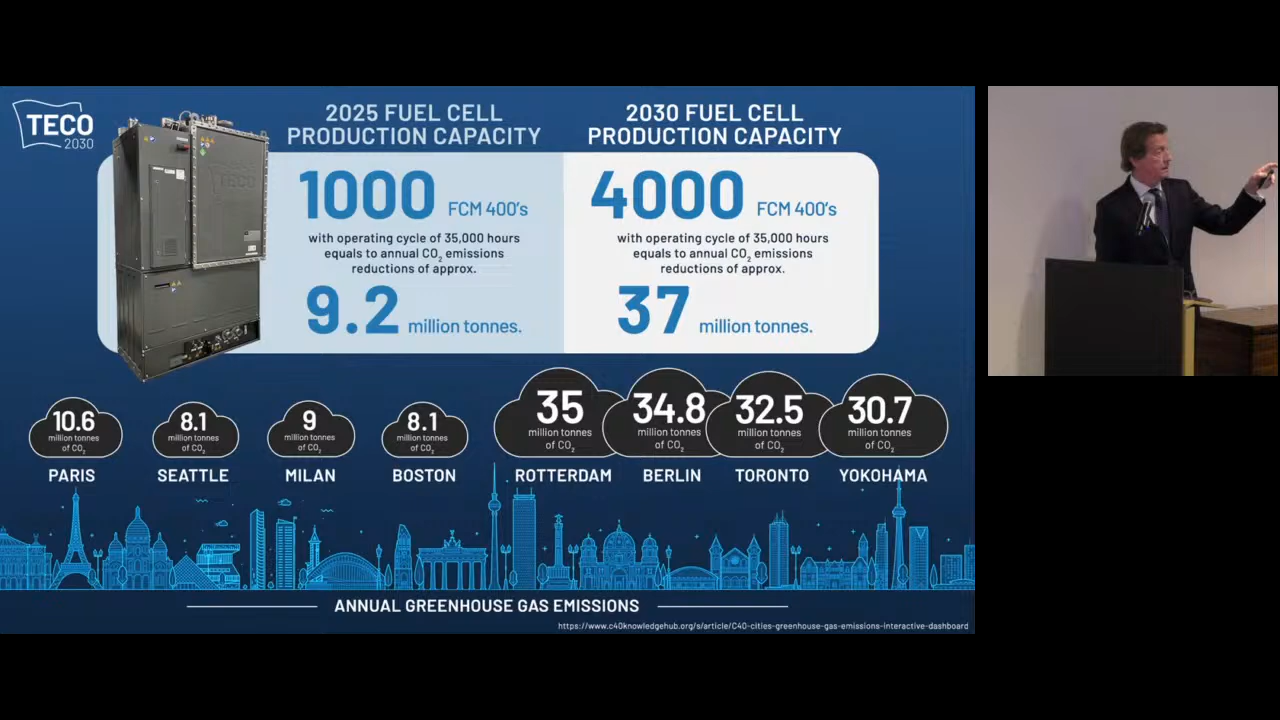 TECO
2030
2025 FUEL CELL
PRODUCTION CAPACITY
1000 FCM 400's
with operating cycle of 35,000 hours
equals to annual CO₂ emissions
reductions of approx.
9.2 million tonnes.
2030 FUEL CELL
PRODUCTION CAPACITY
4000 FCM 400's
with operating cycle of 35,000 hours
equals to annual CO₂ emissions
reductions of approx.
37 million tonnes.
TECO
10.6
million tonnes
of CO₂
PARIS
8.1
million tonnes
of CO₂
SEATTLE
9
million tonnes
of CO₂
MILAN
8.1
million tonnes
of CO₂
BOSTON
35
million tonnes
of CO₂
ROTTERDAM
34.8
million tonnes
of CO₂
BERLIN
32.5
million tonnes
of CO₂
TORONTO
30.7
million tonnes
of CO₂
YOKOHAMA
ANNUAL GREENHOUSE GAS EMISSIONS
https://www.c40knowledgehub.org/s/article/C40-cities-greenhouse-gas-emissions-interactive-dashboard